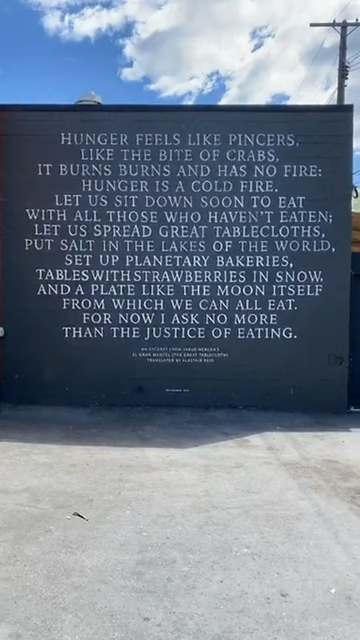 HUNGER FEELS LIKE PINCERS,
LIKE THE BITE OF CRABS,
IT BURNS BURNS AND HAS NO FIRE:
HUNGER IS A COLD FIRE.
LET US SIT DOWN SOON TO EAT
WITH ALL THOSE WHO HAVEN'T EATEN;
LET US SPREAD GREAT TABLECLOTHS,
PUT SALT IN THE LAKES OF THE WORLD,
SET UP PLANETARY BAKERIES,
TABLES WITH STRAWBERRIES IN SNOW,
AND A PLATE LIKE THE MOON ITSELF
FROM WHICH WE CAN ALL EAT.
FOR NOW I ASK NO MORE
THAN THE JUSTICE OF EATING.
AN EXCERPT FROM PABLO NERUDA'S
EL GRAN MANTEL (THE GREAT TABLECLOTH)
TRANSLATED BY ALASTAIR REID